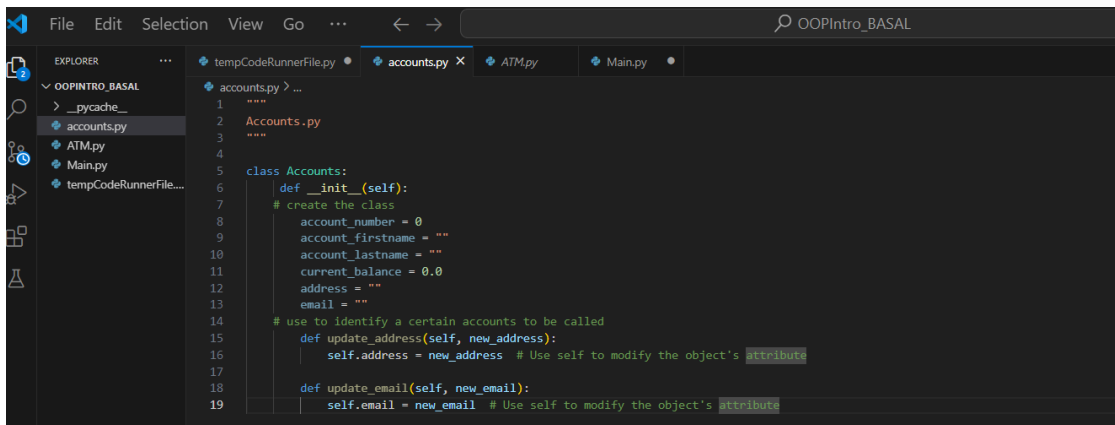 File Edit Selection View Go ··· ← → OOPIntro_BASAL
EXPLORER ···
OOPINTRO_BASAL
__pycache__
accounts.py
ATM.py
Main.py
tempCodeRunnerFile....
2
tempCodeRunnerFile.py accounts.py ATM.py Main.py
accounts.py > ...
1 """
2 Accounts.py
3 """
4
5 class Accounts:
6 def __init__(self):
7 # create the class
8 account_number = 0
9 account_firstname = ""
10 account_lastname = ""
11 current_balance = 0.0
12 address = ""
13 email = ""
14 # use to identify a certain accounts to be called
15 def update_address(self, new_address):
16 self.address = new_address # Use self to modify the object's attribute
17
18 def update_email(self, new_email):
19 self.email = new_email # Use self to modify the object's attribute